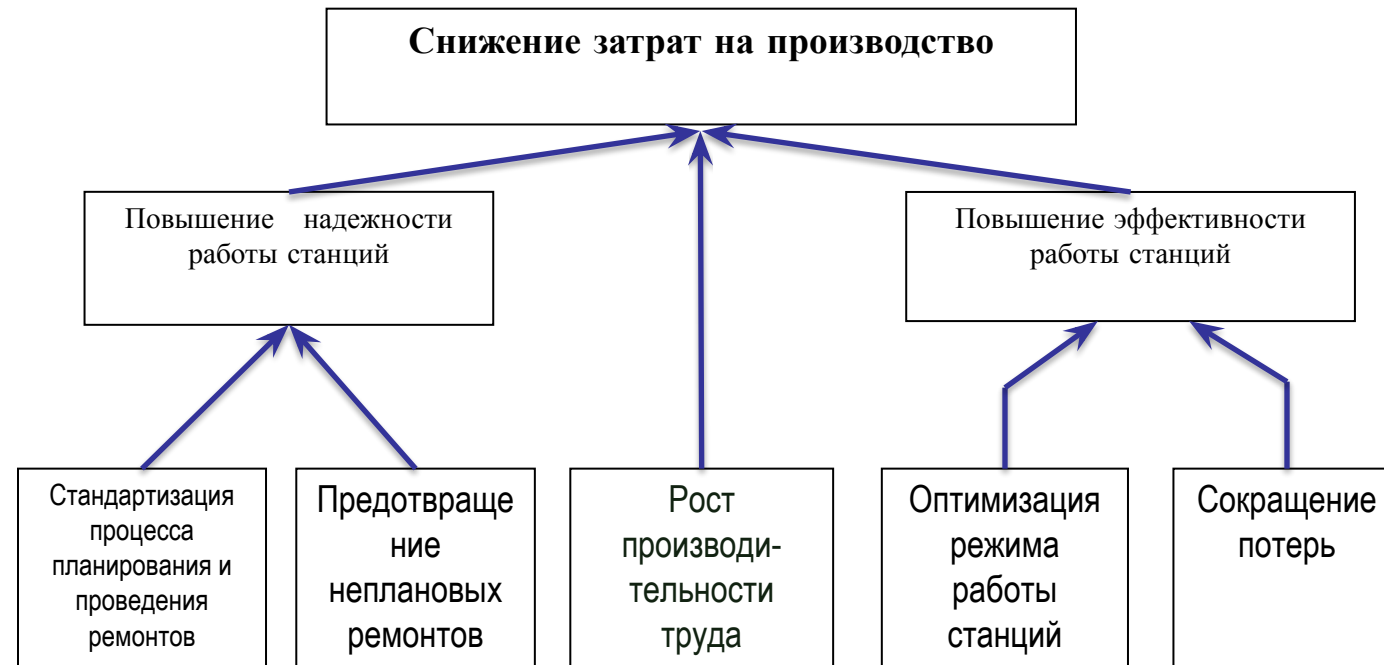 Снижение затрат на производство
Повышение надежности
работы станций
Повышение эффективности
работы станций
Стандартизация
процесса
планирования и
проведения
ремонтов
Предотвраще
ние
неплановых
ремонтов
Рост
производи-
тельности
труда
Оптимизация
режима
работы
станций
Сокращение
потерь